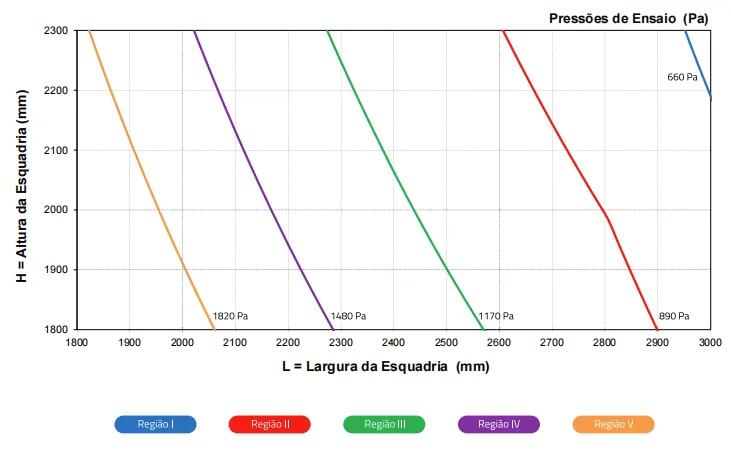 Pressões de Ensaio (Pa)
2300
2200
2100
2000
1900
1800
H = Altura da Esquadria (mm)
660 Pa
1820 Pa
1480 Pa
1170 Pa
890 Pa
1800
1900
2000
2100
2200
2300
2400
2500
2600
2700
2800
2900
3000
L = Largura da Esquadria (mm)
Região I
Região II
Região III
Região IV
Região V